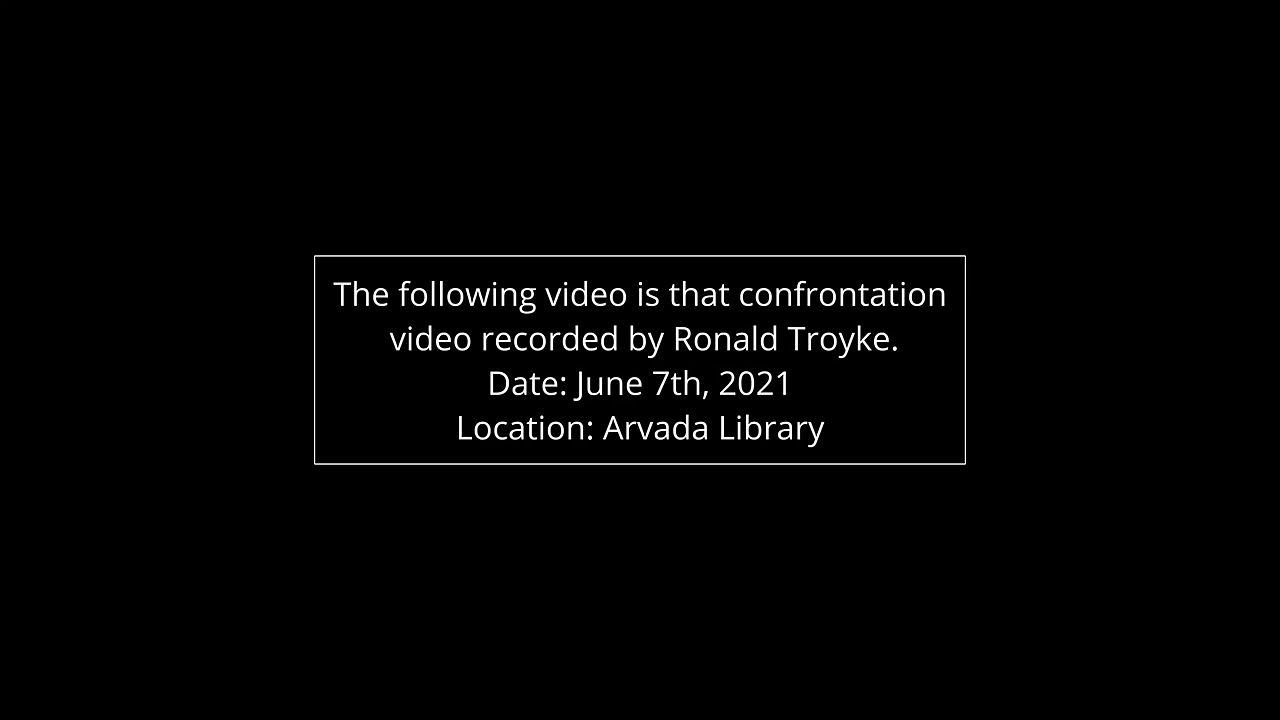 The following video is that confrontation
video recorded by Ronald Troyke.
Date: June 7th, 2021
Location: Arvada Library